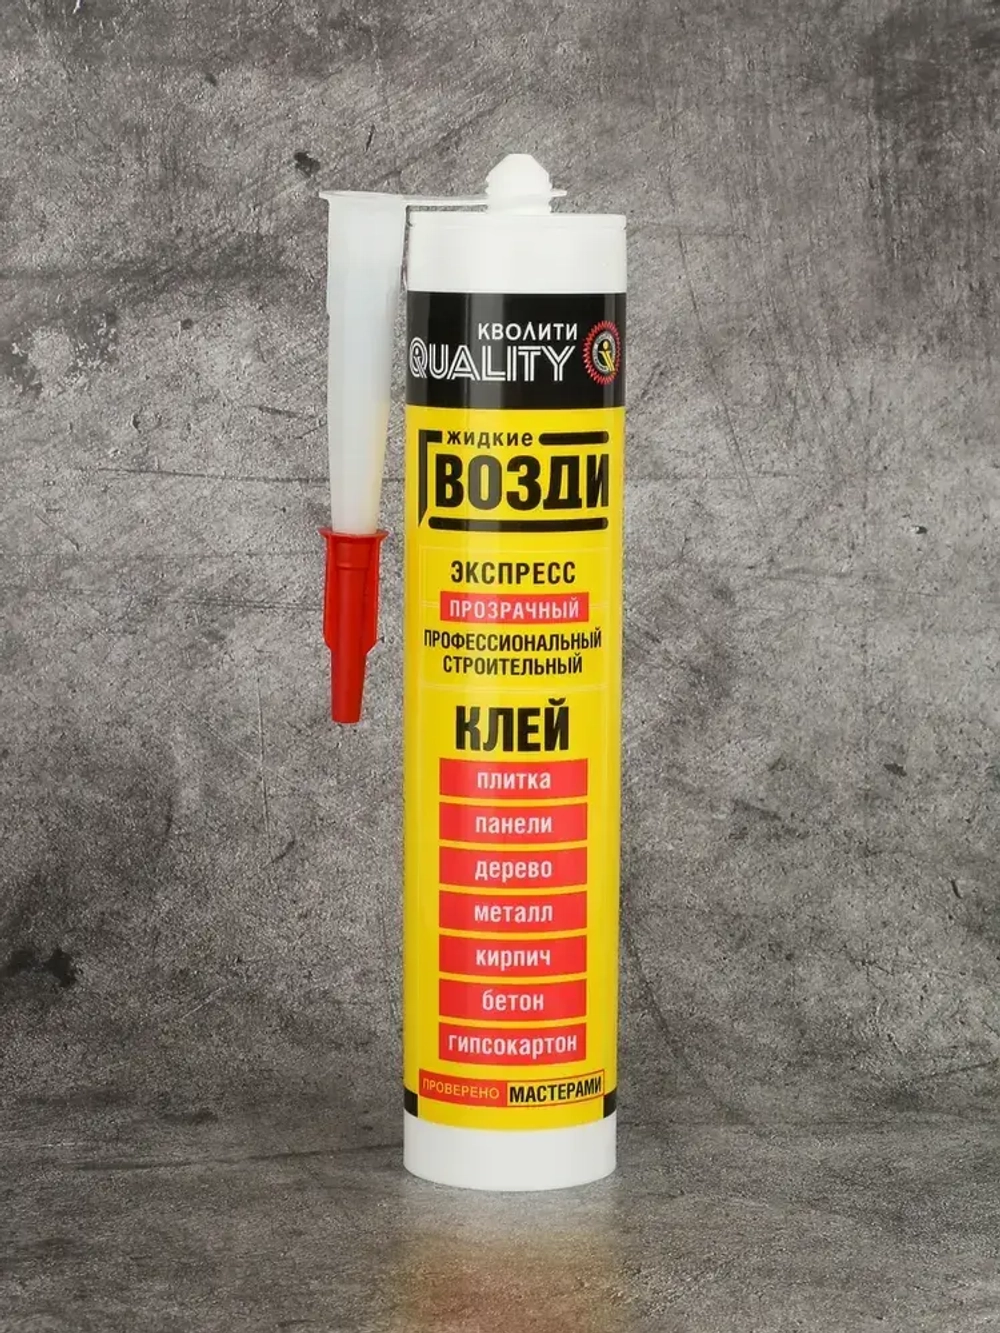 КВОЛИТИ
QUALITY
ЖИДКИЕ
ГВОЗДИ
ЭКСПРЕСС
ПРОЗРАЧНЫЙ
ПРОФЕССИОНАЛЬНЫЙ
СТРОИТЕЛЬНЫЙ
КЛЕЙ
плитка
панели
дерево
металл
кирпич
бетон
гипсокартон
ПРОВЕРЕНО МАСТЕРАМИ